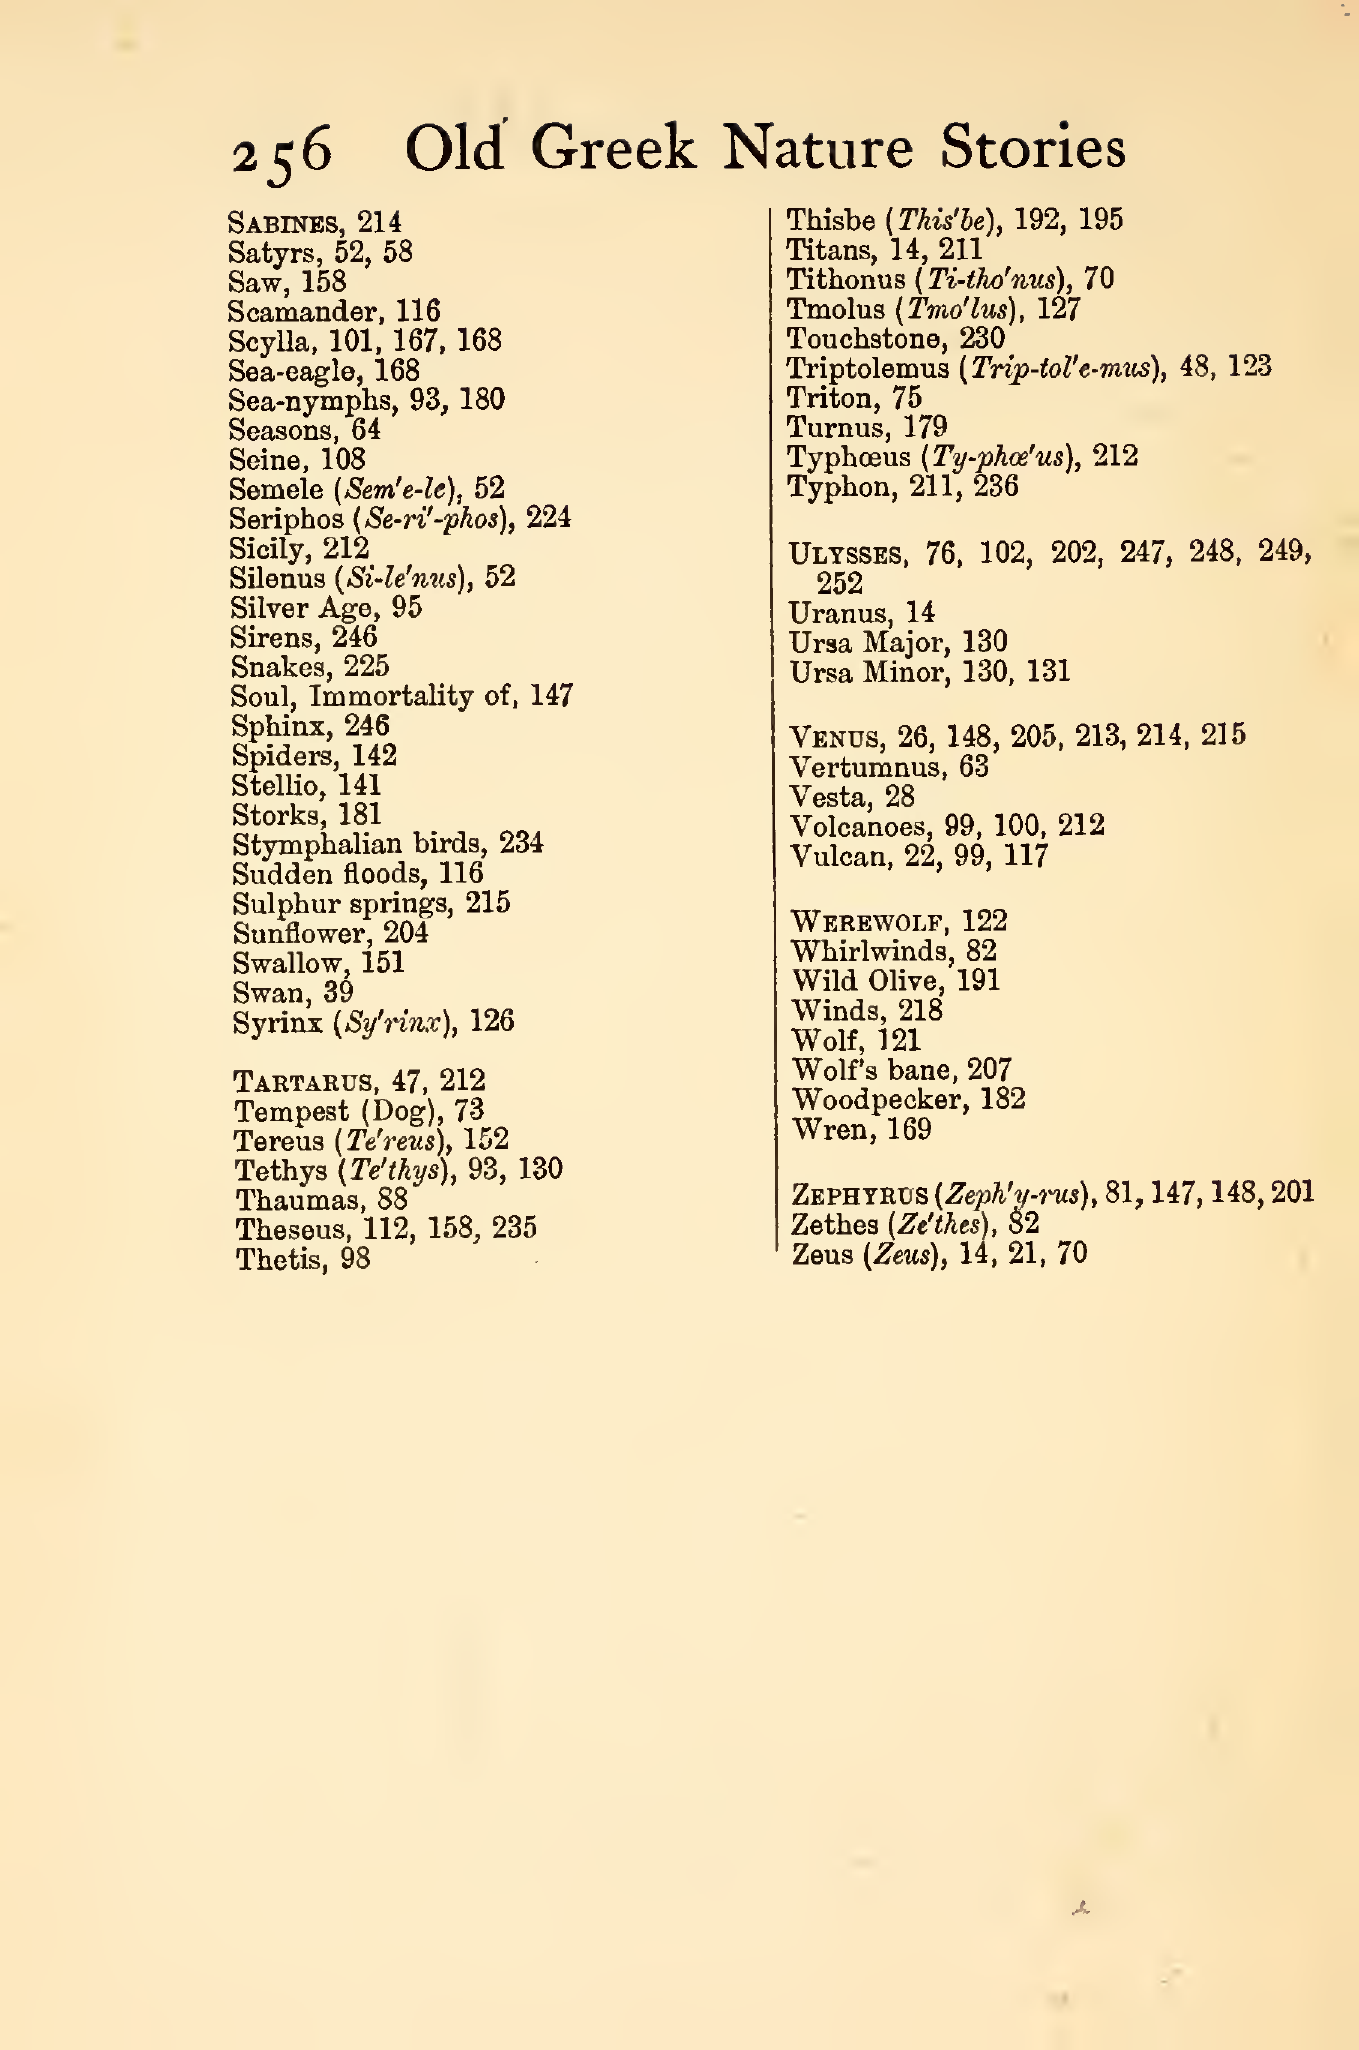 256 Old Greek Nature Stories
SABINES, 214
Satyrs, 52, 58
Saw, 158
Scamander, 116
Scylla, 101, 167, 168
Sea-eagle, 168
Sea-nymphs, 93, 180
Seasons, 64
Seine, 108
Semele (Sem'e-le), 52
Seriphos (Se-ri'-phos), 224
Sicily, 212
Silenus (Si-le'nus), 52
Silver Age, 95
Sirens, 246
Snakes, 225
Soul, Immortality of, 147
Sphinx, 246
Spiders, 142
Stellio, 141
Storks, 181
Stymphalian birds, 234
Sudden floods, 116
Sulphur springs, 215
Sunflower, 204
Swallow, 151
Swan, 39
Syrinx (Sy'rinx), 126
TARTARUS, 47, 212
Tempest (Dog), 73
Tereus (Te'reus), 152
Tethys (Te'thys), 93, 130
Thaumas, 88
Theseus, 112, 158, 235
Thetis, 98
Thisbe (This'be), 192, 195
Titans, 14, 211
Tithonus (Ti-tho'nus), 70
Tmolus (Tmo'lus), 127
Touchstone, 230
Triptolemus (Trip-tol'e-mus), 48, 123
Triton, 75
Turnus, 179
Typhœus (Ty-phœ'us), 212
Typhon, 211, 236
ULYSSES, 76, 102, 202, 247, 248, 249,
252
Uranus, 14
Ursa Major, 130
Ursa Minor, 130, 131
VENUS, 26, 148, 205, 213, 214, 215
Vertumnus, 63
Vesta, 28
Volcanoes, 99, 100, 212
Vulcan, 22, 99, 117
WEREWOLF, 122
Whirlwinds, 82
Wild Olive, 191
Winds, 218
Wolf, 121
Wolf's bane, 207
Woodpecker, 182
Wren, 169
ZEPHYRUS (Zeph'y-rus), 81, 147, 148, 201
Zethes (Ze'thes), 82
Zeus (Zeus), 14, 21, 70